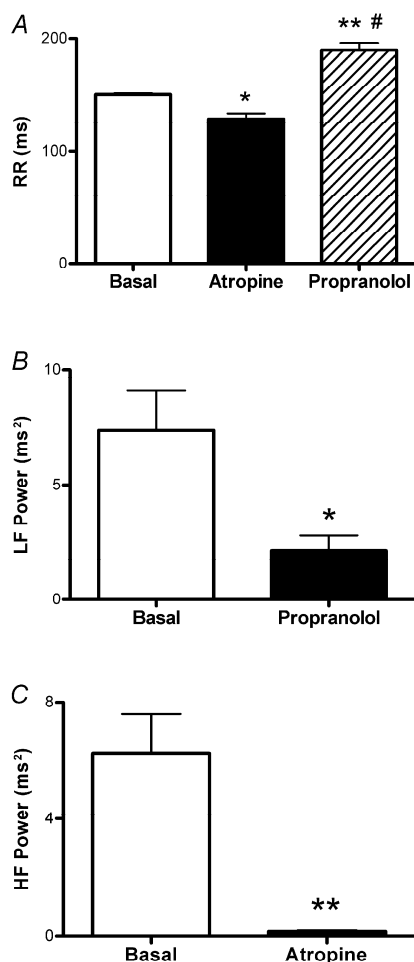 A
200
** #
*
RR (ms)
100
0
Basal Atropine Propranolol
B
10
LF Power (ms²)
5
*
0
Basal Propranolol
C
8
HF Power (ms²)
4
**
0
Basal Atropine